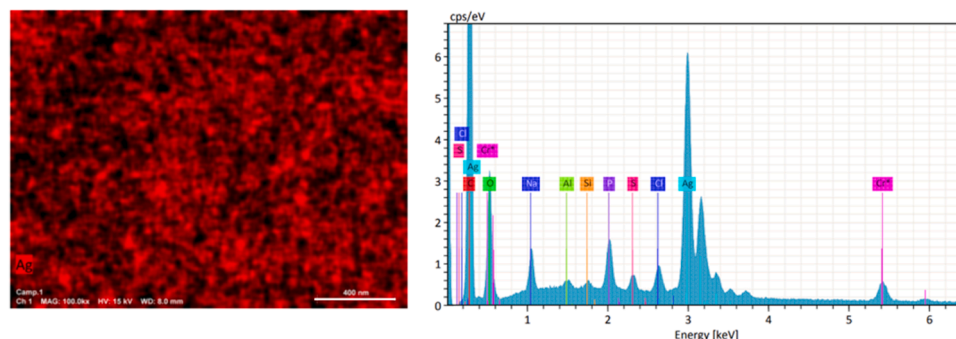 Ag
Camp.1
Ch 1 MAG: 100.0kx HV: 15 kV WD: 8.0 mm
400 nm
cps/eV
6
5
4
3
2
1
0
Cl
S
Ag
O
Na
Al
Si
P
S
Cl
Ag
1 2 3 4 5 6
Energy [keV]